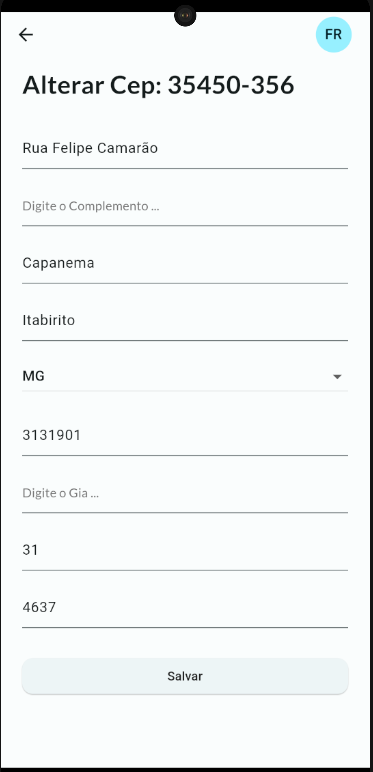 FR
Alterar Cep: 35450-356
Rua Felipe Camarão
Digite o Complemento ...
Capanema
Itabirito
MG
3131901
Digite o Gia ...
31
4637
Salvar